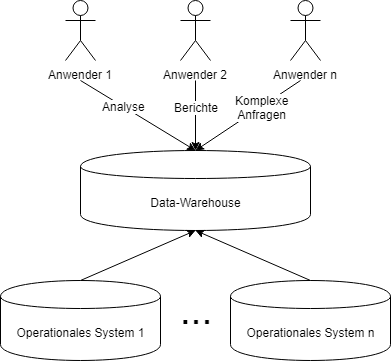 Anwender 1
Anwender 2
Anwender n
Analyse
Berichte
Komplexe
Anfragen
Data-Warehouse
Operationales System 1
...
Operationales System n